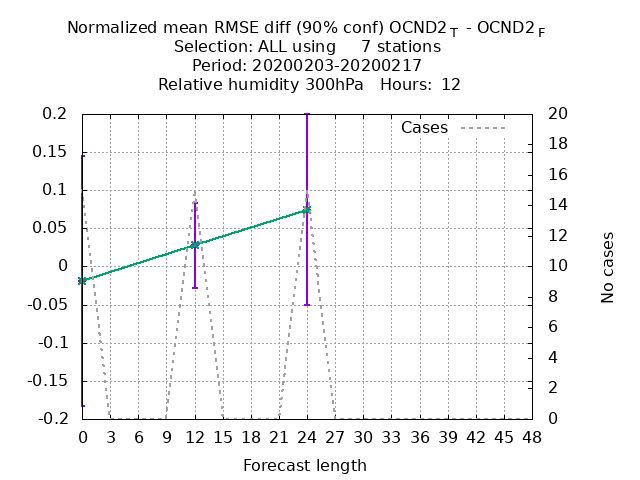 Normalized mean RMSE diff (90% conf) OCND2 T - OCND2 F
Selection: ALL using 7 stations
Period: 20200203-20200217
Relative humidity 300hPa Hours: 12
Cases
0.2
0.15
0.1
0.05
0
-0.05
-0.1
-0.15
-0.2
20
18
16
14
12
10
8
6
4
2
0
No cases
0 3 6 9 12 15 18 21 24 27 30 33 36 39 42 45 48
Forecast length